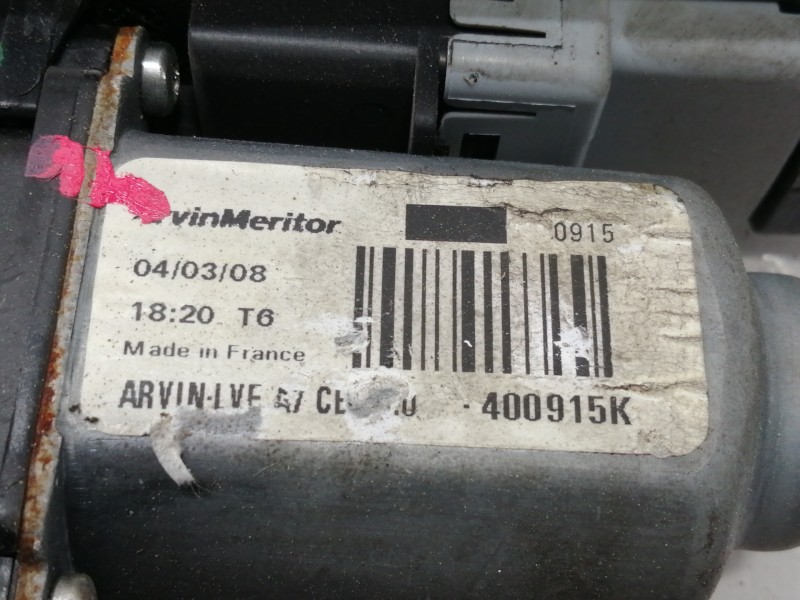 ArvinMeritor
0915
04/03/08
18:20 T6
Made in France
400915K